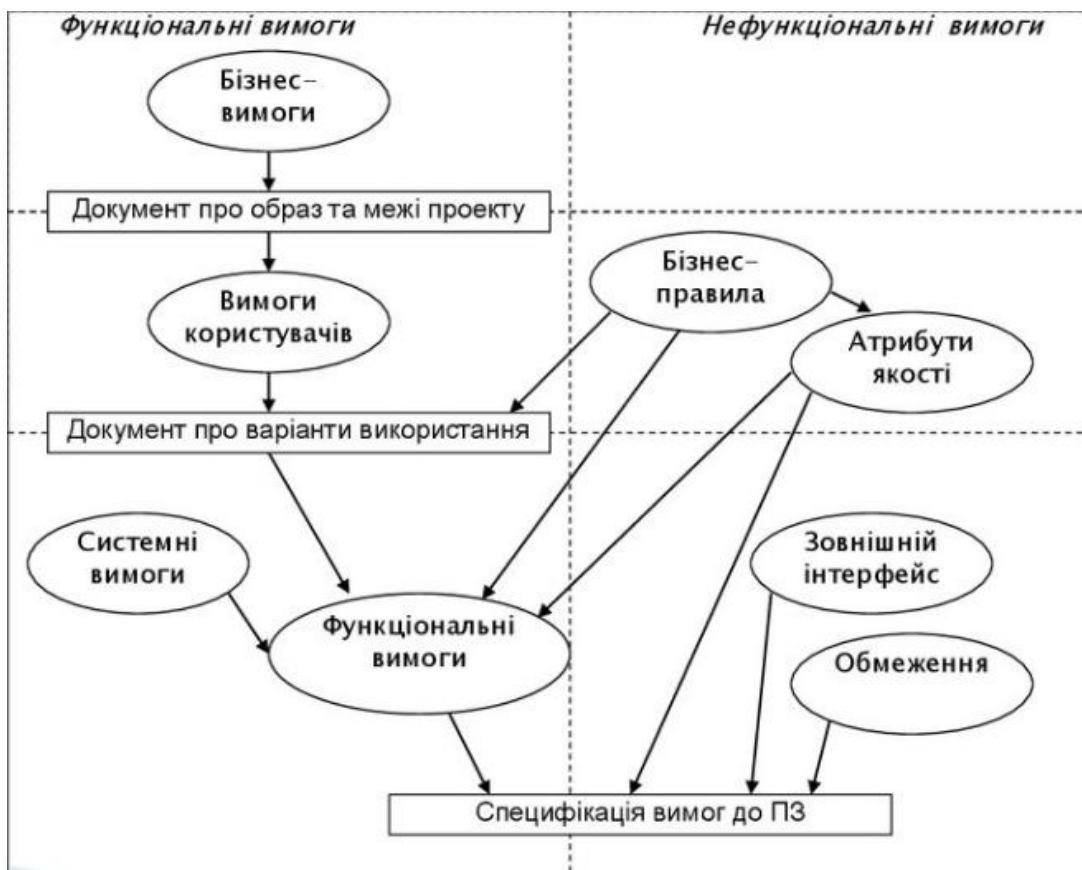 Функціональні вимоги
Нефункціональні вимоги
Бізнес-
вимоги
Документ про образ та межі проекту
Вимоги
користувачів
Бізнес-
правила
Атрибути
якості
Документ про варіанти використання
Системні
вимоги
Функціональні
вимоги
Зовнішній
інтерфейс
Обмеження
Специфікація вимог до ПЗ